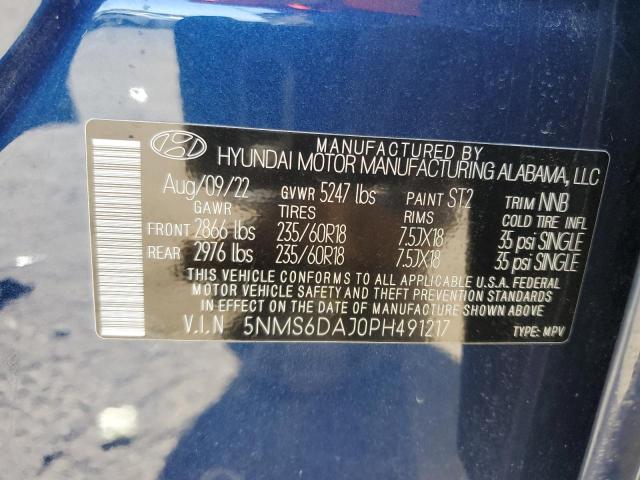 MANUFACTURED BY
HYUNDAI MOTOR MANUFACTURING ALABAMA, LLC
Aug/09/22 GVWR 5247 lbs PAINT ST2 TRIM NNB
GAWR TIRES RIMS COLD TIRE INFL
FRONT 2866 lbs 235/60R18 7.5JX18 35 psi SINGLE
REAR 2976 lbs 235/60R18 7.5JX18 35 psi SINGLE
THIS VEHICLE CONFORMS TO ALL APPLICABLE U.S.A. FEDERAL
MOTOR VEHICLE SAFETY AND THEFT PREVENTION STANDARDS
IN EFFECT ON THE DATE OF MANUFACTURE SHOWN ABOVE
V.I.N 5NMS6DAJ0PH491217 TYPE: MPV